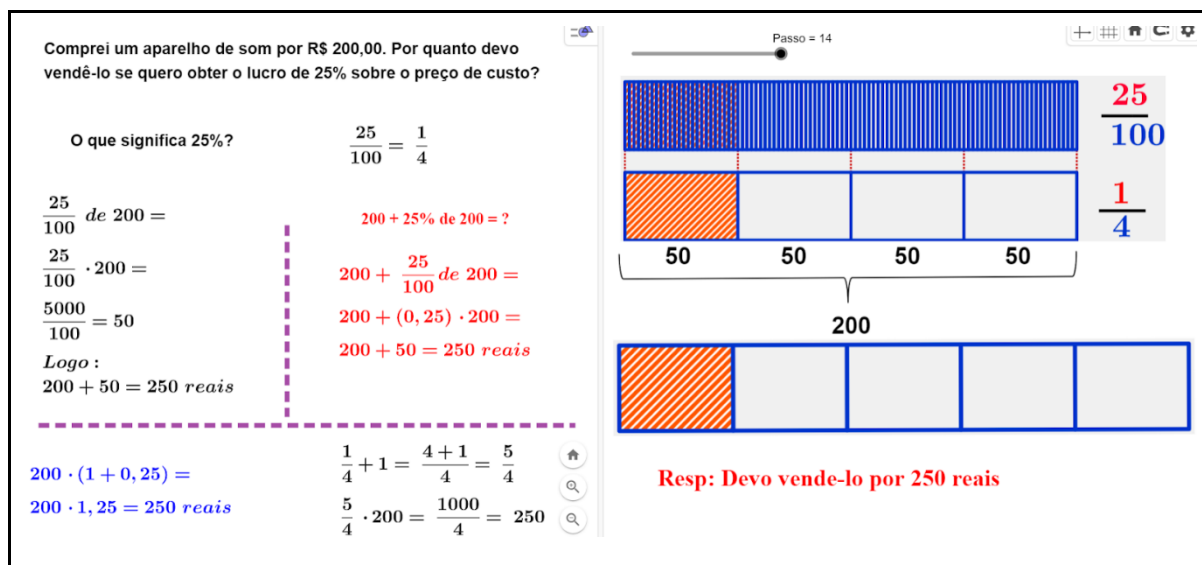 Comprei um aparelho de som por R$ 200,00. Por quanto devo
vendê-lo se quero obter o lucro de 25% sobre o preço de custo?
O que significa 25%?
25/100 = 1/4
25/100 de 200 =
25/100 · 200 =
5000/100 = 50
Logo :
200 + 50 = 250 reais
200 + 25% de 200 = ?
200 + 25/100 de 200 =
200 + (0, 25) · 200 =
200 + 50 = 250 reais
200 · (1 + 0, 25) =
200 · 1, 25 = 250 reais
1/4 + 1 = 4 + 1/4 = 5/4
5/4 · 200 = 1000/4 = 250
Passo = 14
25/100
1/4
50 50 50 50
200
Resp: Devo vende-lo por 250 reais